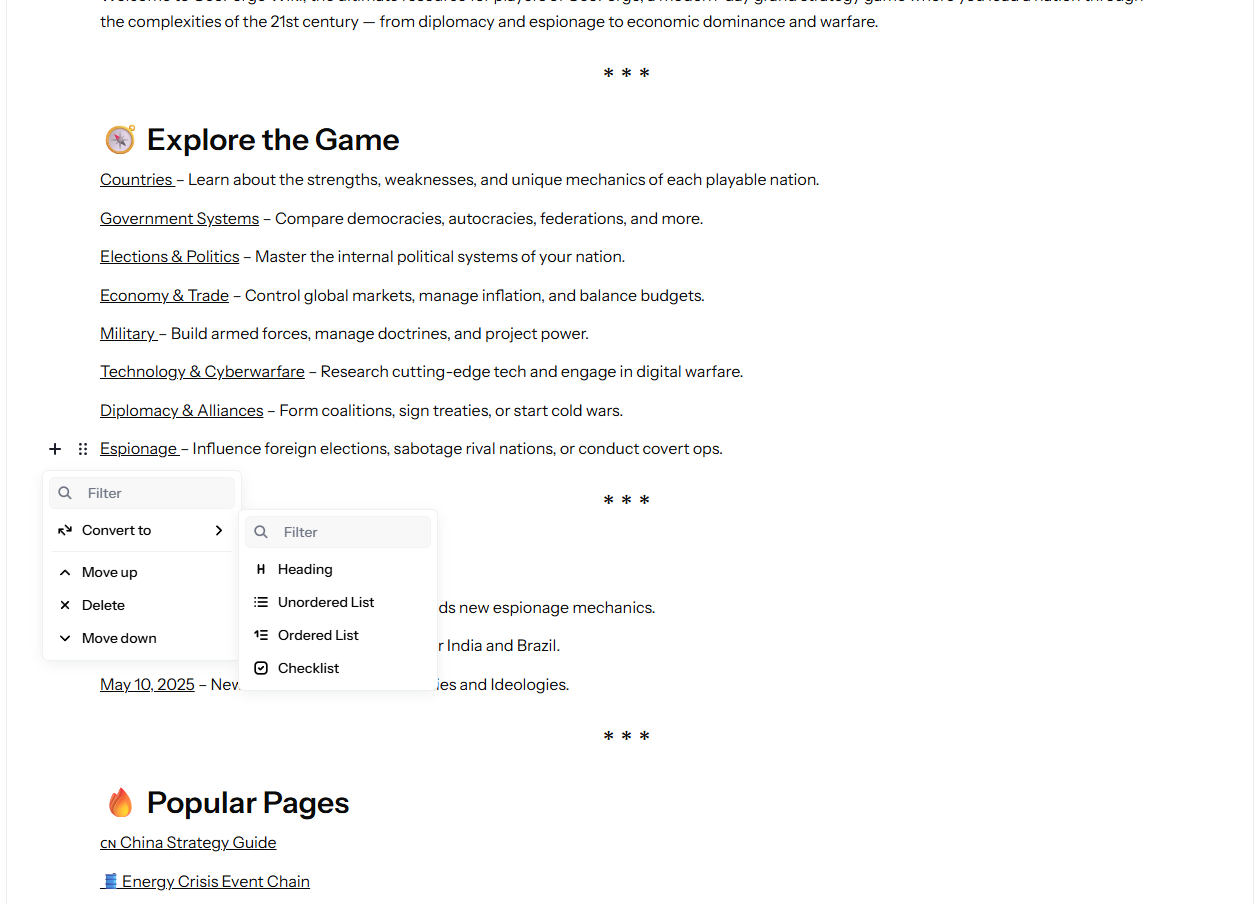 the complexities of the 21st century — from diplomacy and espionage to economic dominance and warfare.
* * *
Explore the Game
Countries – Learn about the strengths, weaknesses, and unique mechanics of each playable nation.
Government Systems – Compare democracies, autocracies, federations, and more.
Elections & Politics – Master the internal political systems of your nation.
Economy & Trade – Control global markets, manage inflation, and balance budgets.
Military – Build armed forces, manage doctrines, and project power.
Technology & Cyberwarfare – Research cutting-edge tech and engage in digital warfare.
Diplomacy & Alliances – Form coalitions, sign treaties, or start cold wars.
Espionage – Influence foreign elections, sabotage rival nations, or conduct covert ops.
* * *
Filter
Convert to
Move up
Delete
Move down
Filter
Heading
Unordered List
Ordered List
Checklist
ds new espionage mechanics.
r India and Brazil.
May 10, 2025 – New
ies and Ideologies.
* * *
Popular Pages
CN China Strategy Guide
Energy Crisis Event Chain